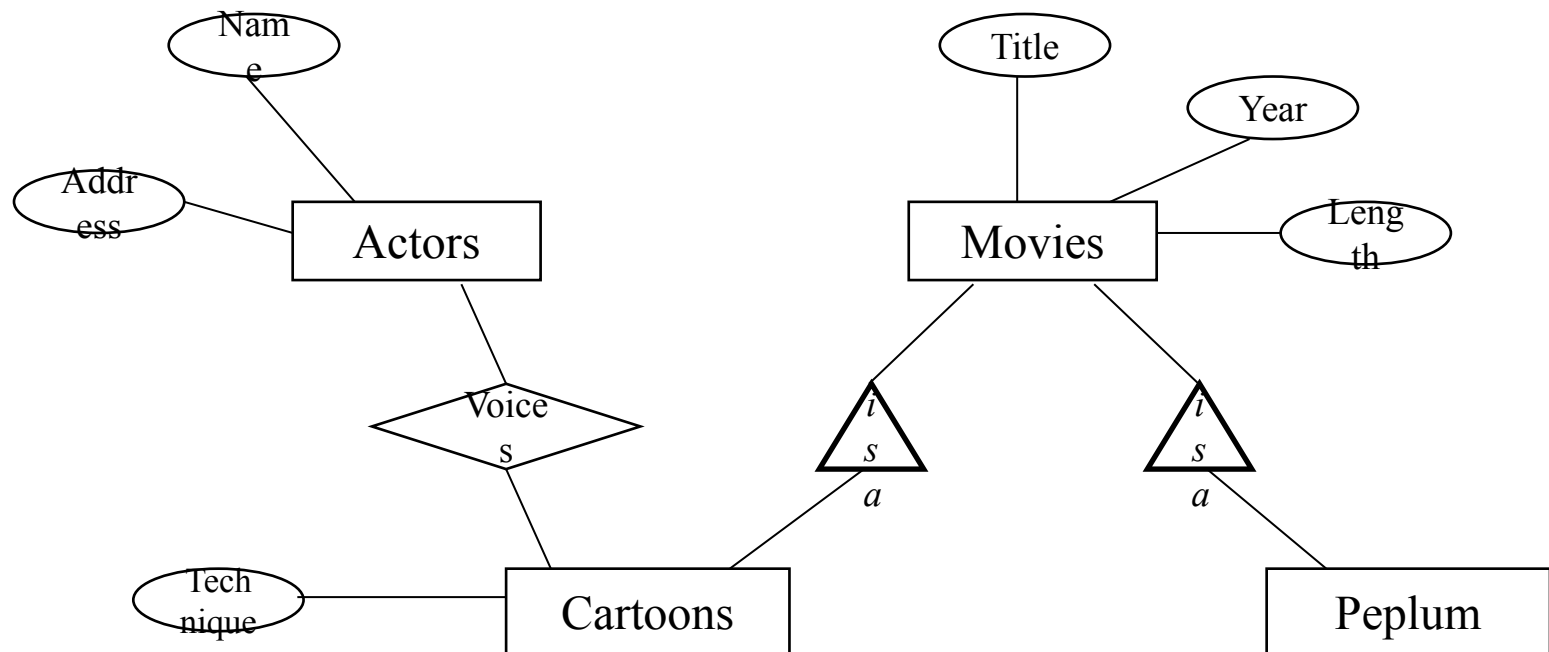 Nam
e
Title
Year
Addr
ess
Actors
Movies
Leng
th
Voice
s
i
s
a
i
s
a
Tech
nique
Cartoons
Peplum